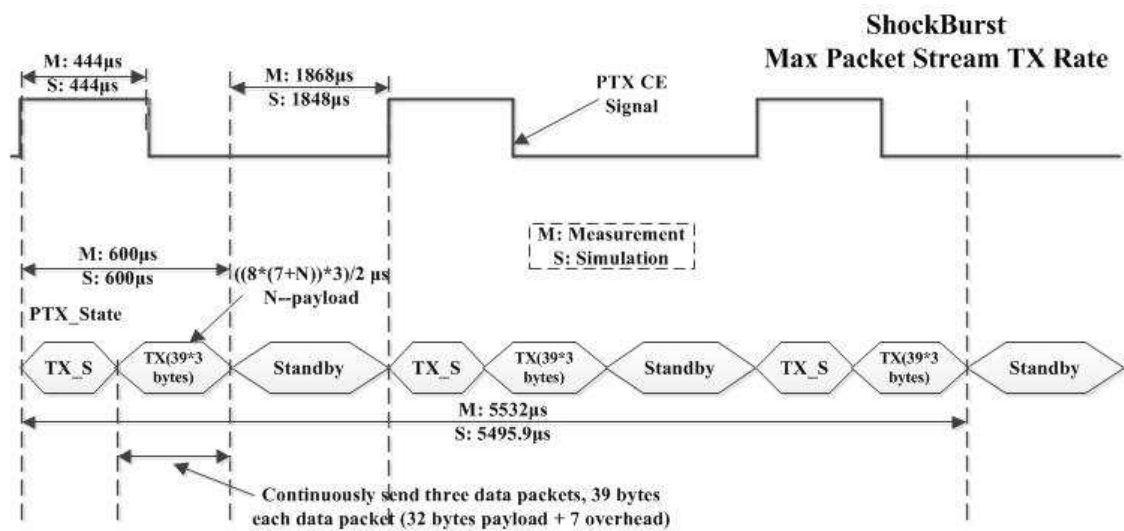 ShockBurst
Max Packet Stream TX Rate
M: 444μs
S: 444μs
M: 1868μs
S: 1848μs
PTX CE
Signal
M: Measurement
S: Simulation
M: 600μs
S: 600μs
((8*(7+N))*3)/2 μs
N--payload
PTX_State
TX_S
TX(39*3
bytes)
Standby
TX_S
TX(39*3
bytes)
Standby
TX_S
TX(39*3
bytes)
Standby
M: 5532μs
S: 5495.9μs
Continuously send three data packets, 39 bytes
each data packet (32 bytes payload + 7 overhead)